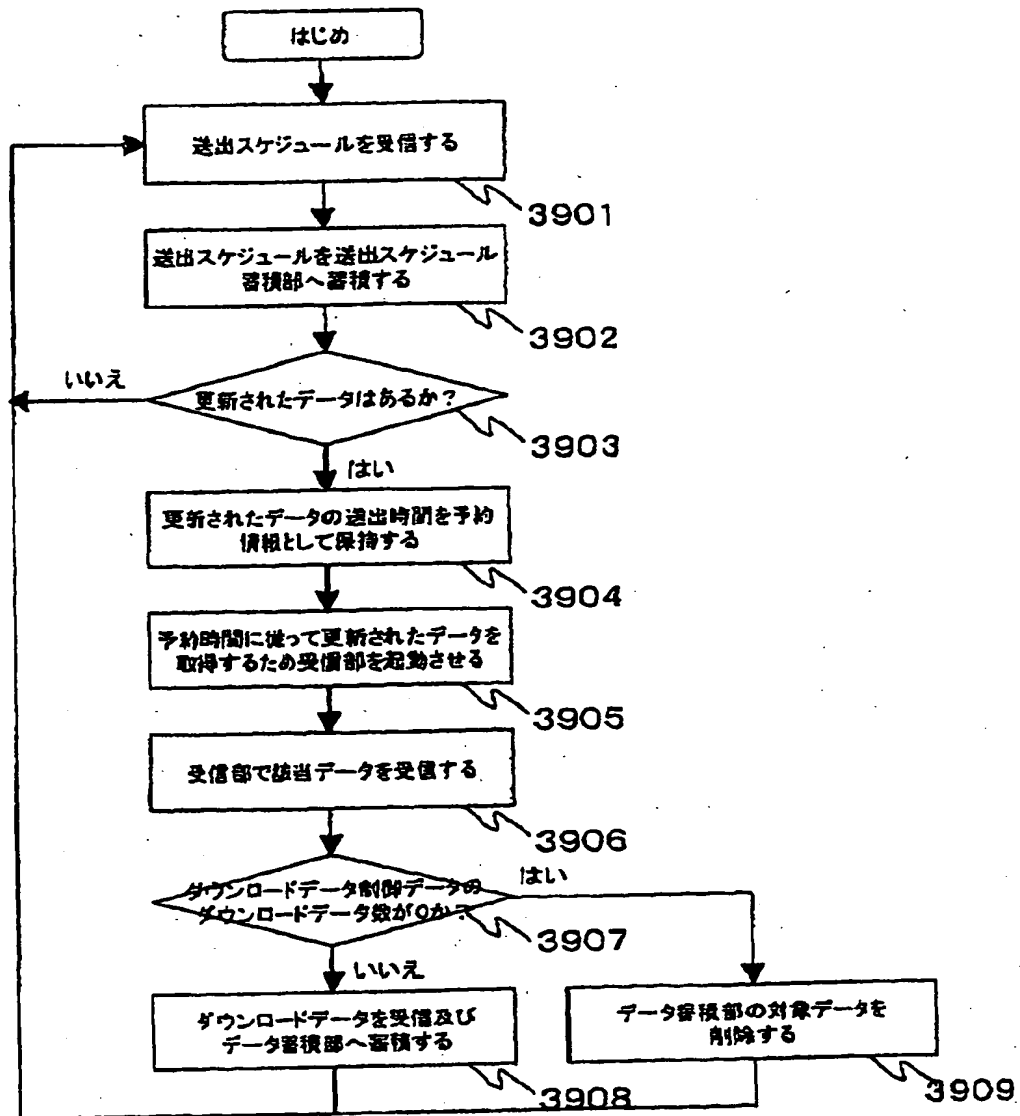 はじめ
送出スケジュールを受信する
3901
送出スケジュールを送出スケジュール
蓄積部へ蓄積する
3902
いいえ
更新されたデータはあるか?
3903
はい
更新されたデータの送出時間を予約
情報として保持する
3904
予約時間に従って更新されたデータを
取得するため受信部を起動させる
3905
受信部で該当データを受信する
3906
はい
ダウンロードデータ制御データの
ダウンロードデータ数が0か?
3907
いいえ
ダウンロードデータを受信及び
データ蓄積部へ蓄積する
3908
データ蓄積部の対象データを
削除する
3909